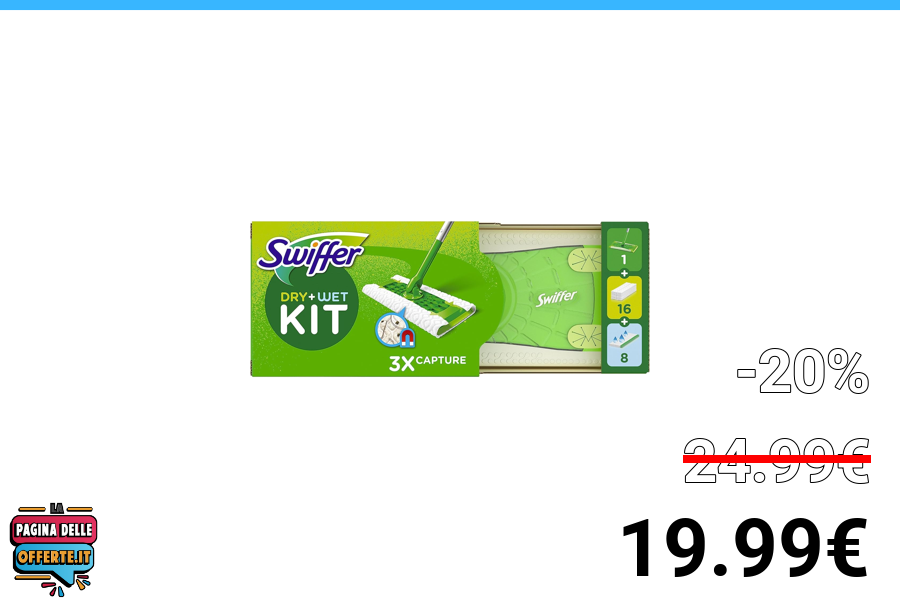 Swiffer
DRY+WET
KIT
3X CAPTURE
Swiffer
1
+
16
+
8
-20%
24.99€
19.99€
LA
PAGINA DELLE
OFFERTE.IT